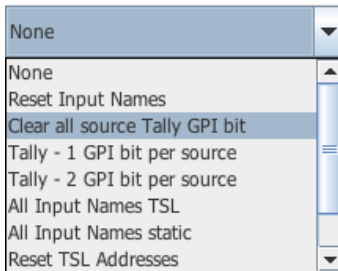 None
None
Reset Input Names
Clear all source Tally GPI bit
Tally - 1 GPI bit per source
Tally - 2 GPI bit per source
All Input Names TSL
All Input Names static
Reset TSL Addresses